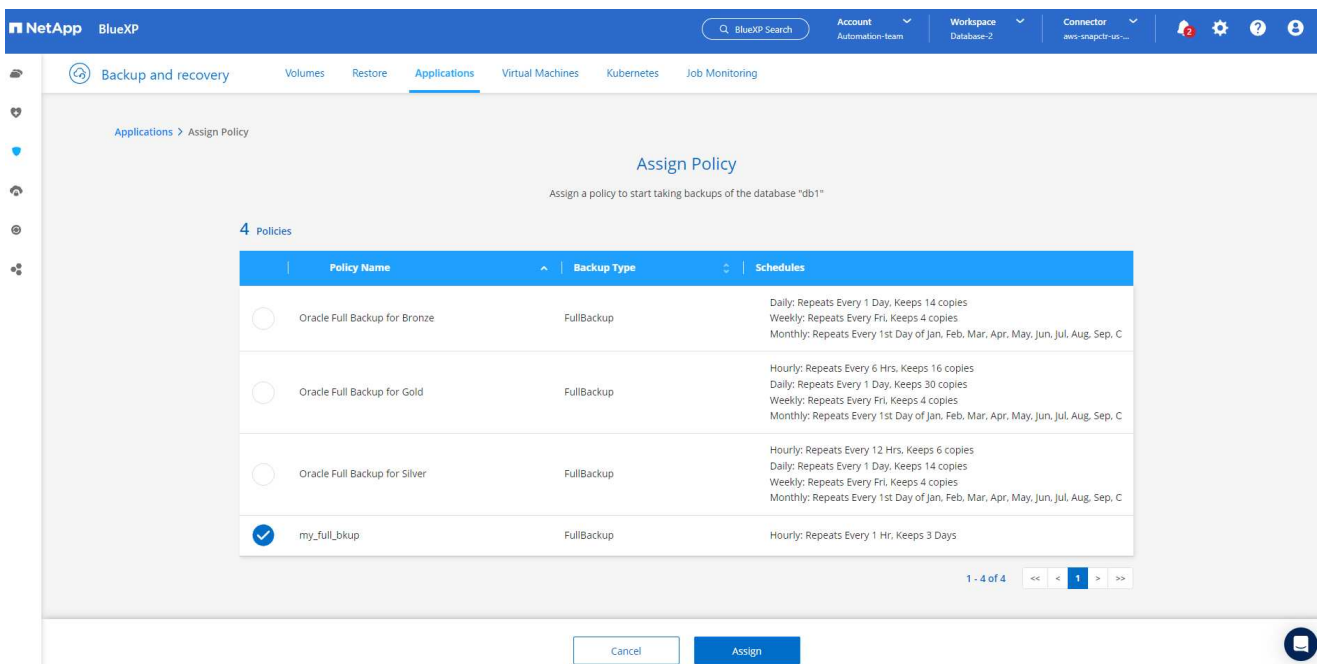 NetApp BlueXP
BlueXP Search
Account
Automation-team
Workspace
Database-2
Connector
aws-snapctr-us-...
2
Backup and recovery
Volumes Restore Applications Virtual Machines Kubernetes Job Monitoring
Applications > Assign Policy
Assign Policy
Assign a policy to start taking backups of the database "db1"
4 Policies
Policy Name Backup Type Schedules
Oracle Full Backup for Bronze FullBackup
Daily: Repeats Every 1 Day, Keeps 14 copies
Weekly: Repeats Every Fri, Keeps 4 copies
Monthly: Repeats Every 1st Day of Jan, Feb, Mar, Apr, May, Jun, Jul, Aug, Sep, C
Oracle Full Backup for Gold FullBackup
Hourly: Repeats Every 6 Hrs, Keeps 16 copies
Daily: Repeats Every 1 Day, Keeps 30 copies
Weekly: Repeats Every Fri, Keeps 4 copies
Monthly: Repeats Every 1st Day of Jan, Feb, Mar, Apr, May, Jun, Jul, Aug, Sep, C
Oracle Full Backup for Silver FullBackup
Hourly: Repeats Every 12 Hrs, Keeps 6 copies
Daily: Repeats Every 1 Day, Keeps 14 copies
Weekly: Repeats Every Fri, Keeps 4 copies
Monthly: Repeats Every 1st Day of Jan, Feb, Mar, Apr, May, Jun, Jul, Aug, Sep, C
my_full_bkup FullBackup Hourly: Repeats Every 1 Hr, Keeps 3 Days
1 - 4 of 4 << < 1 > >>
Cancel Assign